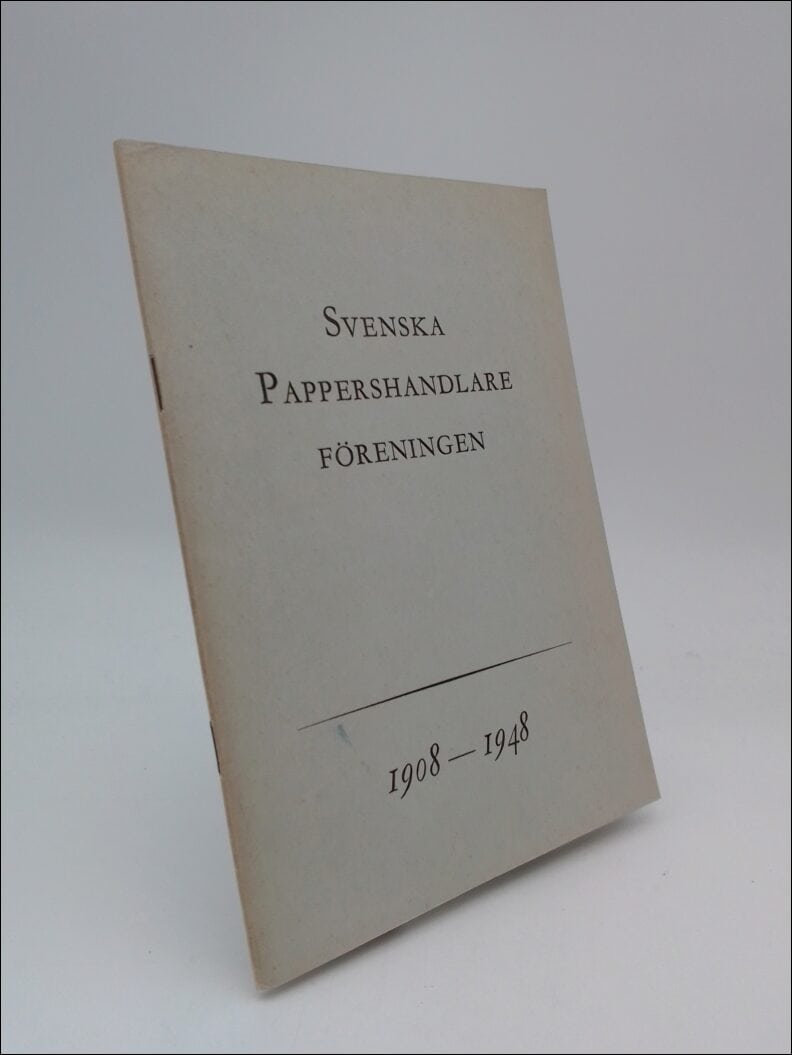 SVENSKA
PAPPERSHANDLARE
FÖRENINGEN
1908 — 1948